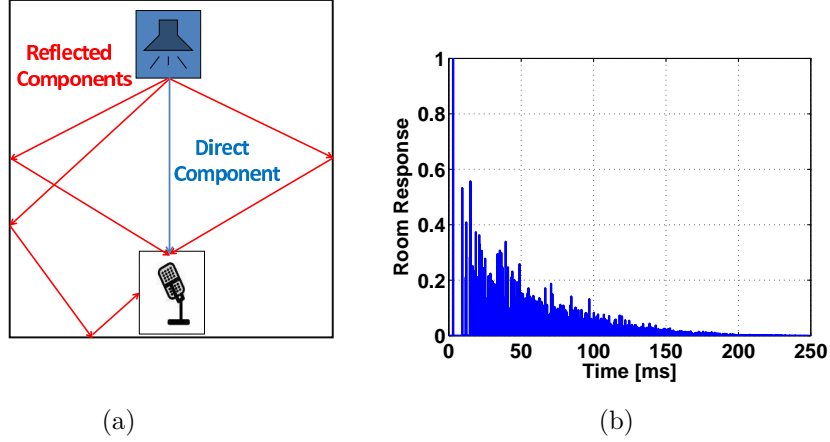 Reflected
Components
Direct
Component
(a)
Room Response
1
0.8
0.6
0.4
0.2
0
0 50 100 150 200 250
Time [ms]
(b)